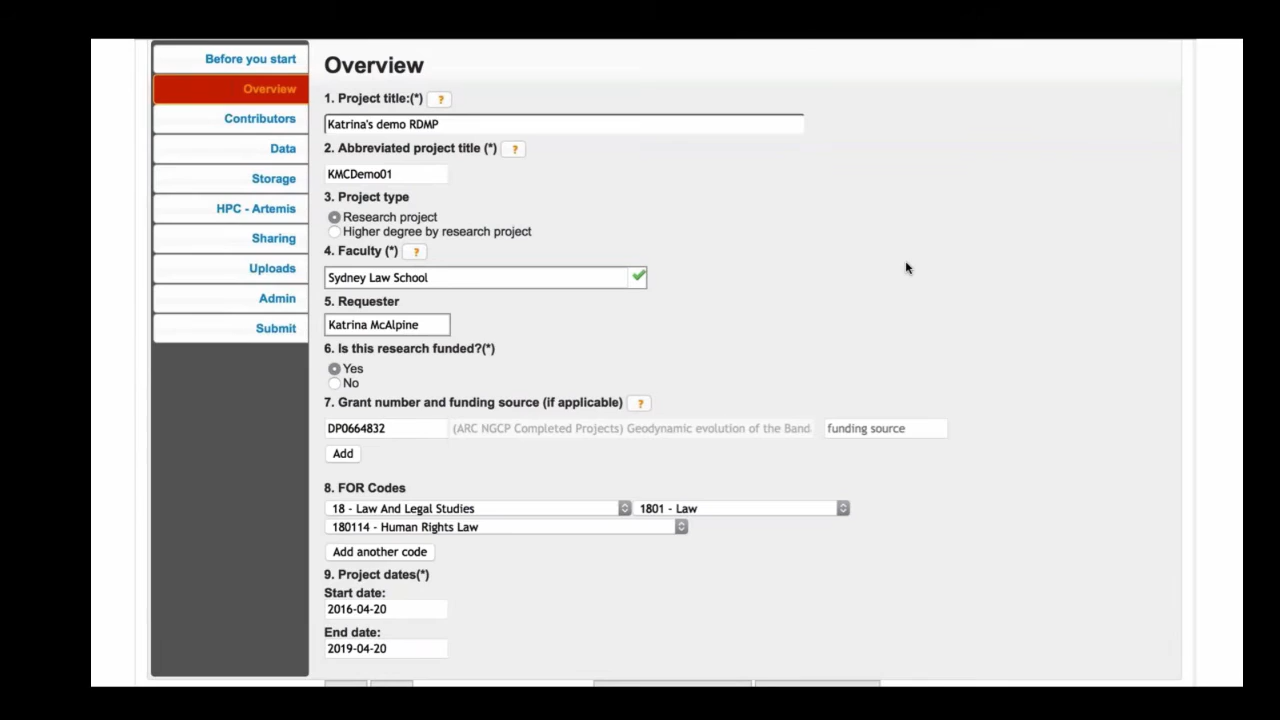 Before you start
Overview
Contributors
Data
Storage
HPC - Artemis
Sharing
Uploads
Admin
Submit
Overview
1. Project title:(*) ?
Katrina's demo RDMP
2. Abbreviated project title (*) ?
KMCDemo01
3. Project type
Research project
Higher degree by research project
4. Faculty (*) ?
Sydney Law School
5. Requester
Katrina McAlpine
6. Is this research funded?(*)
Yes
No
7. Grant number and funding source (if applicable) ?
DP0664832 (ARC NGCP Completed Projects) Geodynamic evolution of the Banda funding source
Add
8. FOR Codes
18 - Law And Legal Studies 1801 - Law
180114 - Human Rights Law
Add another code
9. Project dates(*)
Start date:
2016-04-20
End date:
2019-04-20